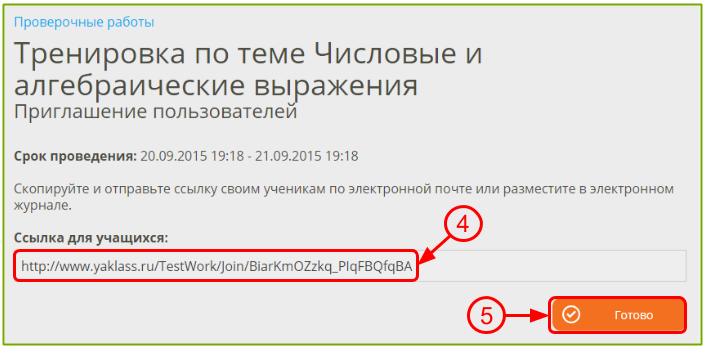 Проверочные работы
Тренировка по теме Числовые и
алгебраические выражения
Приглашение пользователей
Срок проведения: 20.09.2015 19:18 - 21.09.2015 19:18
Скопируйте и отправьте ссылку своим ученикам по электронной почте или разместите в электронном
журнале.
Ссылка для учащихся:
4
http://www.yaklass.ru/TestWork/Join/BiarKmOZzkq_PIqFBQfqBA
5
Готово